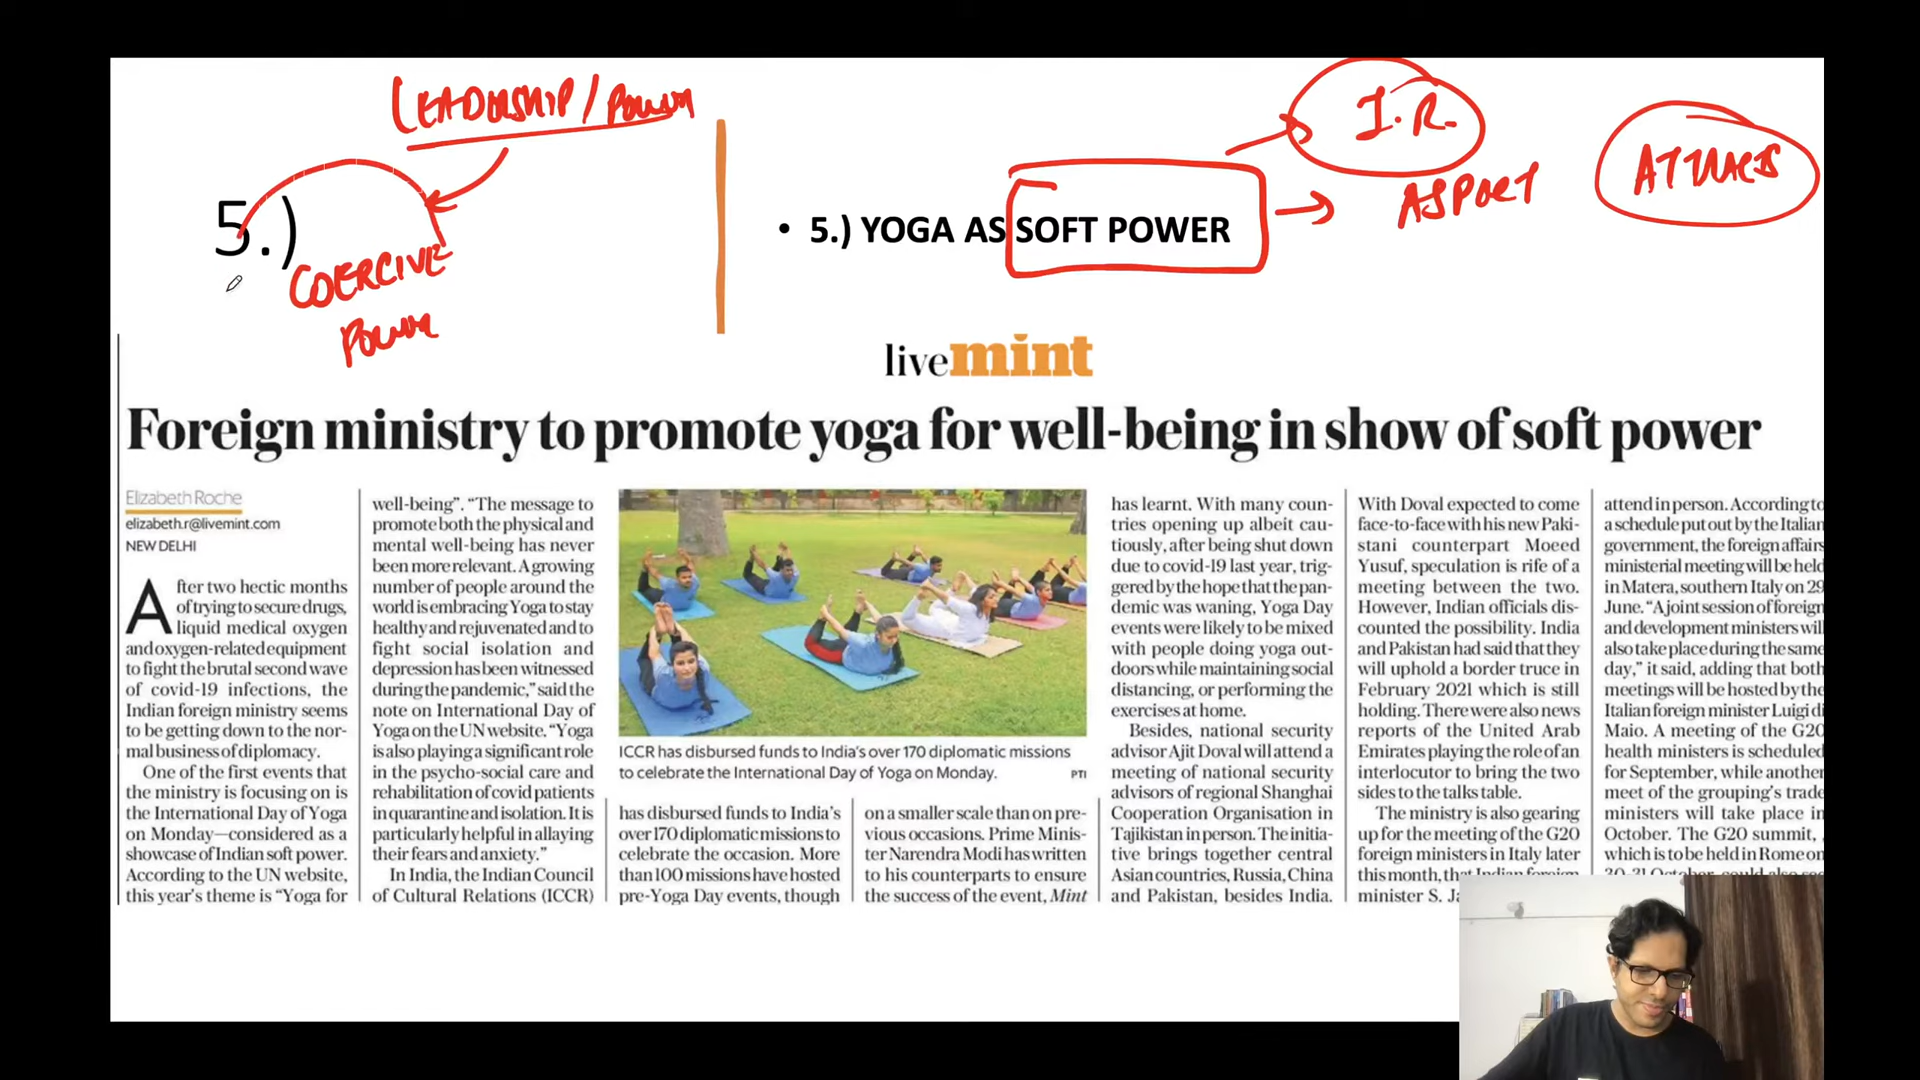 LEADERSHIP/POWER
5.)
COERCIVE
POWER
• 5.) YOGA AS SOFT POWER
I.R.
ASPORT
ATTRACTS
livemint
Foreign ministry to promote yoga for well-being in show of soft power
Elizabeth Roche
elizabeth.r@livemint.com
NEW DELHI
After two hectic months
of trying to secure drugs,
liquid medical oxygen
and oxygen-related equipment
to fight the brutal second wave
of covid-19 infections, the
Indian foreign ministry seems
to be getting down to the nor-
mal business of diplomacy.
One of the first events that
the ministry is focusing on is
the International Day of Yoga
on Monday—considered as a
showcase of Indian soft power.
According to the UN website,
this year's theme is “Yoga for
well-being”. “The message to
promote both the physical and
mental well-being has never
been more relevant. A growing
number of people around the
world is embracing Yoga to stay
healthy and rejuvenated and to
fight social isolation and
depression has been witnessed
during the pandemic,” said the
note on International Day of
Yoga on the UN website. “Yoga
is also playing a significant role
in the psycho-social care and
rehabilitation of covid patients
in quarantine and isolation. It is
particularly helpful in allaying
their fears and anxiety.”
In India, the Indian Council
of Cultural Relations (ICCR)
ICCR has disbursed funds to India's over 170 diplomatic missions
to celebrate the International Day of Yoga on Monday.
PTI
has disbursed funds to India's
over 170 diplomatic missions to
celebrate the occasion. More
than 100 missions have hosted
pre-Yoga Day events, though
on a smaller scale than on pre-
vious occasions. Prime Minis-
ter Narendra Modi has written
to his counterparts to ensure
the success of the event, Mint
has learnt. With many coun-
tries opening up albeit cau-
tiously, after being shut down
due to covid-19 last year, trig-
gered by the hope that the pan-
demic was waning, Yoga Day
events were likely to be mixed
with people doing yoga out-
doors while maintaining social
distancing, or performing the
exercises at home.
Besides, national security
advisor Ajit Doval will attend a
meeting of national security
advisors of regional Shanghai
Cooperation Organisation in
Tajikistan in person. The initia-
tive brings together central
Asian countries, Russia, China
and Pakistan, besides India.
With Doval expected to come
face-to-face with his new Paki-
stani counterpart Moeed
Yusuf, speculation is rife of a
meeting between the two.
However, Indian officials dis-
counted the possibility. India
and Pakistan had said that they
will uphold a border truce in
February 2021 which is still
holding. There were also news
reports of the United Arab
Emirates playing the role of an
interlocutor to bring the two
sides to the talks table.
The ministry is also gearing
up for the meeting of the G20
foreign ministers in Italy later
this month, that Indian foreign
minister S.
attend in person. According to
a schedule put out by the Italian
government, the foreign affairs
ministerial meeting will be held
in Matera, southern Italy on 29
June. “A joint session of foreign
and development ministers will
also take place during the same
day,” it said, adding that both
meetings will be hosted by the
Italian foreign minister Luigi di
Maio. A meeting of the G20
health ministers is scheduled
for September, while another
meet of the grouping's trade
ministers will take place in
October. The G20 summit,
which is to be held in Rome on